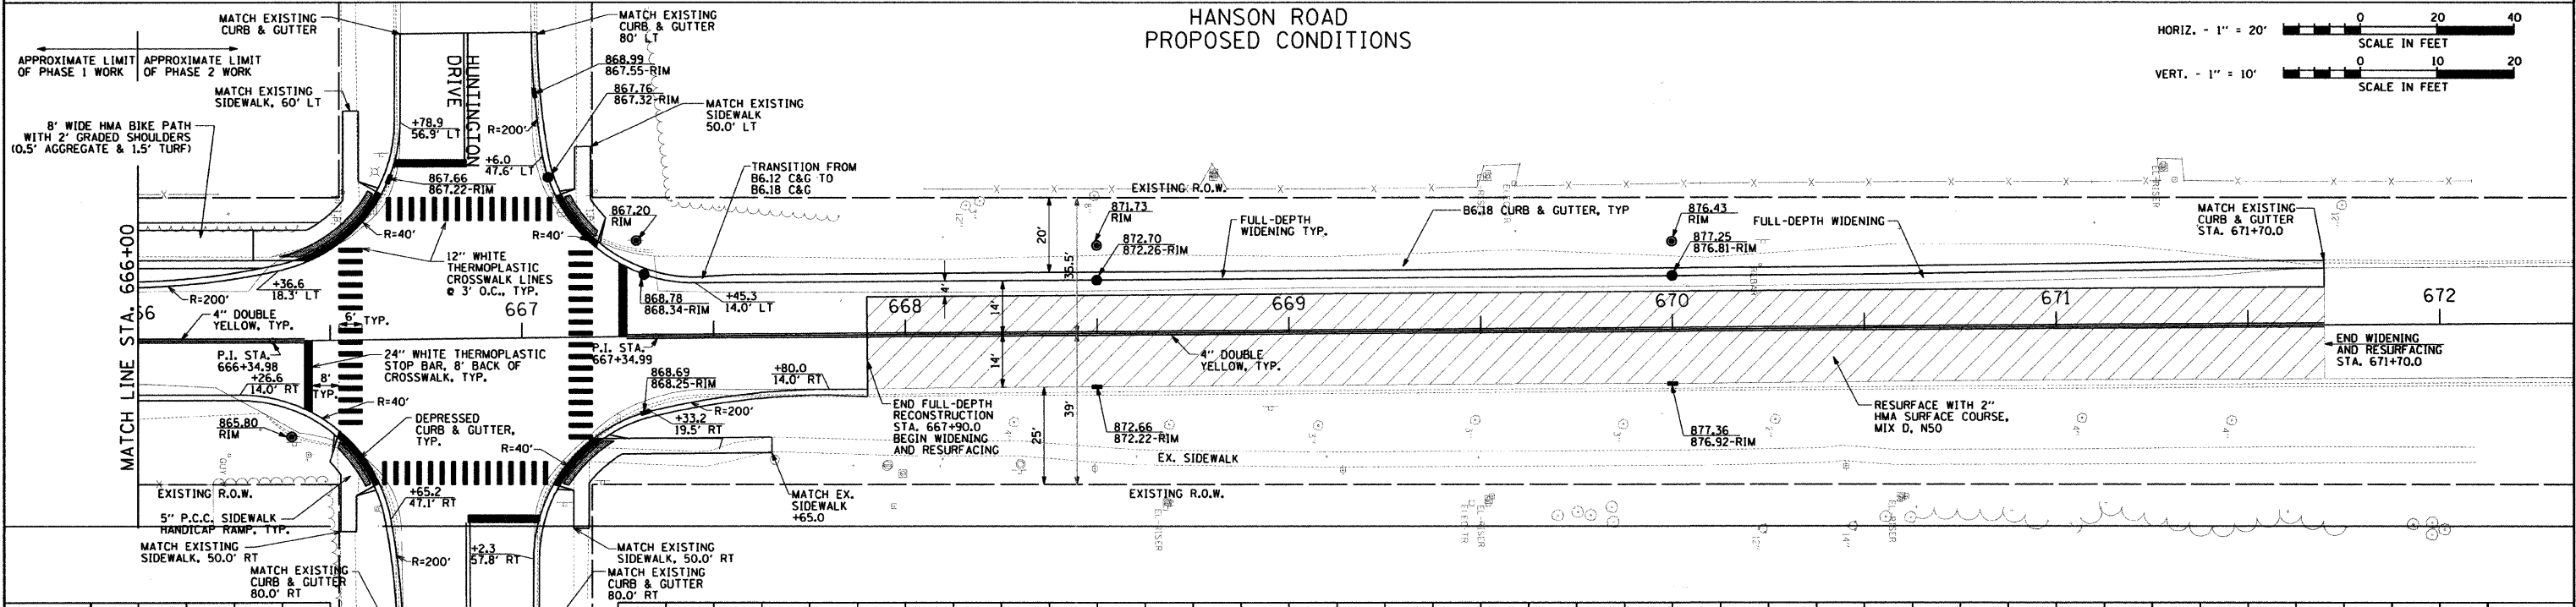 HANSON ROAD
PROPOSED CONDITIONS
HORIZ. - 1" = 20'
0 20 40
SCALE IN FEET
VERT. - 1" = 10'
0 10 20
SCALE IN FEET
MATCH EXISTING
CURB & GUTTER
MATCH EXISTING
CURB & GUTTER
80' LT
APPROXIMATE LIMIT
OF PHASE 1 WORK
APPROXIMATE LIMIT
OF PHASE 2 WORK
HUNTINGTON
DRIVE
868.99
867.55-RIM
MATCH EXISTING
SIDEWALK, 60' LT
867.76
867.32-RIM
MATCH EXISTING
SIDEWALK
50.0' LT
8' WIDE HMA BIKE PATH
WITH 2' GRADED SHOULDERS
(0.5' AGGREGATE & 1.5' TURF)
+78.9
56.9' LT
R=200'
+6.0
47.6' LT
TRANSITION FROM
B6.12 C&G TO
B6.18 C&G
867.66
867.22-RIM
867.20
RIM
R=40'
R=40'
EXISTING R.O.W.
871.73
RIM
FULL-DEPTH
WIDENING TYP.
B6.18 CURB & GUTTER, TYP
876.43
RIM
FULL-DEPTH WIDENING
MATCH EXISTING
CURB & GUTTER
STA. 671+70.0
872.70
872.26-RIM
877.25
876.81-RIM
20'
35.5'
12" WHITE
THERMOPLASTIC
CROSSWALK LINES
@ 3' O.C., TYP.
+36.6
18.3' LT
R=200'
868.78
868.34-RIM
+45.3
14.0' LT
4'
14'
MATCH LINE STA. 666+00
66
667
668
669
670
671
672
4" DOUBLE
YELLOW, TYP.
6' TYP.
P.I. STA.
666+34.98
P.I. STA.
667+34.99
24" WHITE THERMOPLASTIC
STOP BAR, 8' BACK OF
CROSSWALK, TYP.
+26.6
14.0' RT
8'
TYP.
R=40'
868.69
868.25-RIM
+80.0
14.0' RT
14'
4" DOUBLE
YELLOW, TYP.
END WIDENING
AND RESURFACING
STA. 671+70.0
R=200'
+33.2
19.5' RT
39'
25'
END FULL-DEPTH
RECONSTRUCTION
STA. 667+90.0
BEGIN WIDENING
AND RESURFACING
RESURFACE WITH 2"
HMA SURFACE COURSE,
MIX D, N50
865.80
RIM
DEPRESSED
CURB & GUTTER,
TYP.
R=40'
872.66
872.22-RIM
877.36
876.92-RIM
EX. SIDEWALK
"GUY
EXISTING R.O.W.
+65.2
47.1' RT
MATCH EX.
SIDEWALK
+65.0
EXISTING R.O.W.
5" P.C.C. SIDEWALK
HANDICAP RAMP, TYP.
EL-RISER
ELECTR
EL-RISER
EL-RISER
12"
14"
MATCH EXISTING
SIDEWALK, 50.0' RT
R=200'
+2.3
57.8' RT
MATCH EXISTING
SIDEWALK, 50.0' RT
MATCH EXISTING
CURB & GUTTER
80.0' RT
MATCH EXISTING
CURB & GUTTER
80.0' RT